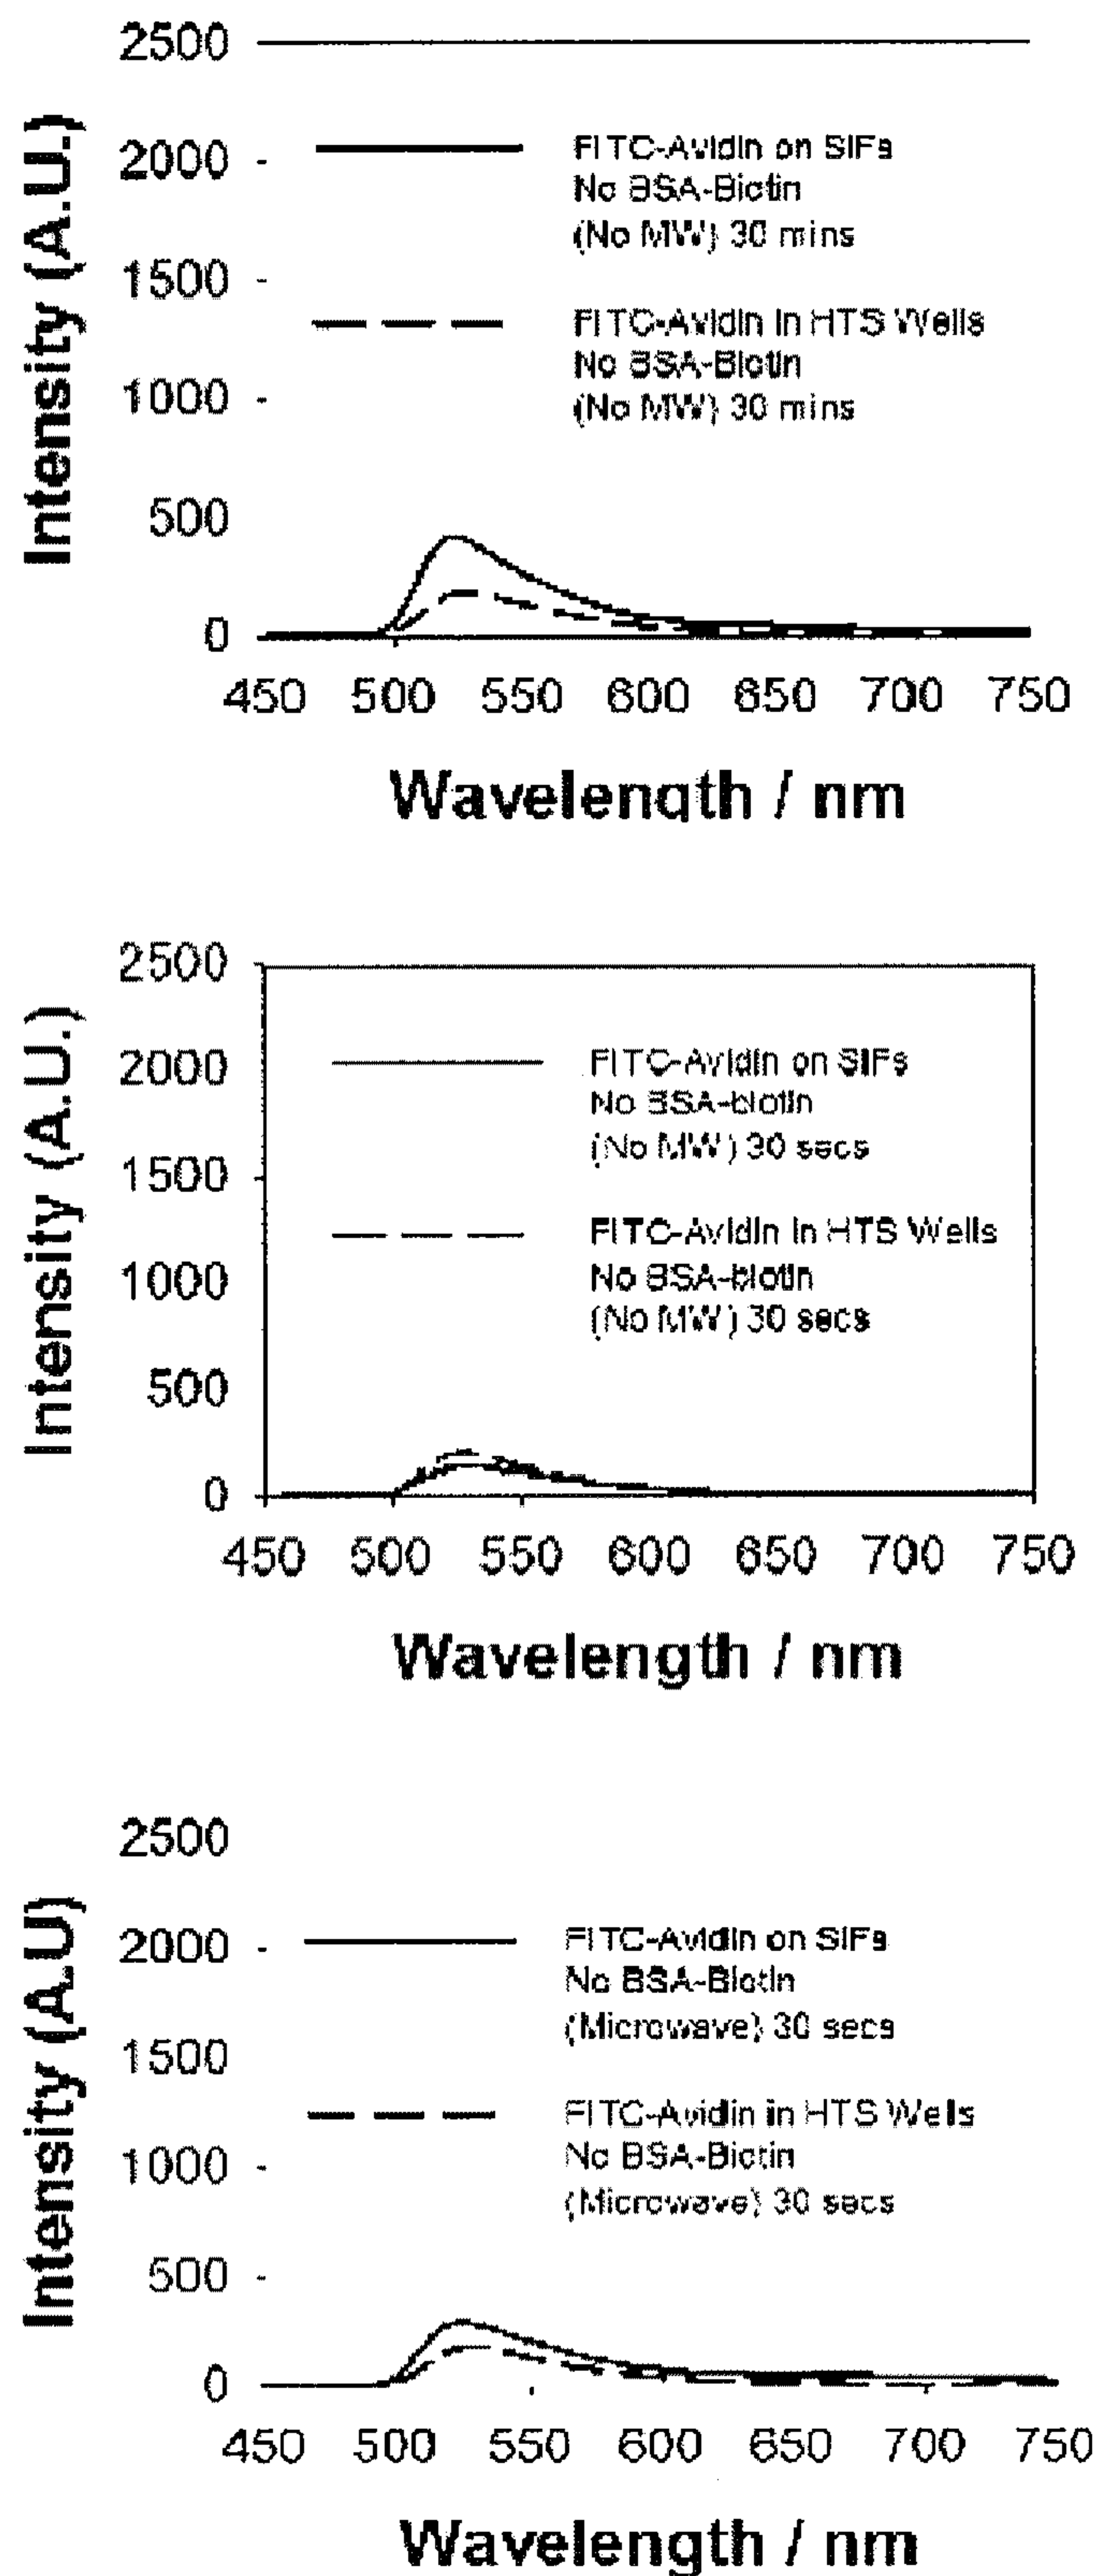 2500
2000
1500
1000
500
0
Intensity (A.U.)
FITC-Avidin on SIFs
No BSA-Biotin
(No MW) 30 mins
FITC-Avidin in HTS Wells
No BSA-Biotin
(No MW) 30 mins
450 500 550 600 650 700 750
Wavelength / nm
2500
2000
1500
1000
500
0
Intensity (A.U.)
FITC-Avidin on SIFs
No BSA-biotin
(No MW) 30 secs
FITC-Avidin in HTS Wells
No BSA-biotin
(No MW) 30 secs
450 500 550 600 650 700 750
Wavelength / nm
2500
2000
1500
1000
500
0
Intensity (A.U)
FITC-Avidin on SIFs
No BSA-Biotin
(Microwave) 30 secs
FITC-Avidin in HTS Wells
No BSA-Biotin
(Microwave) 30 secs
450 500 550 600 650 700 750
Wavelength / nm